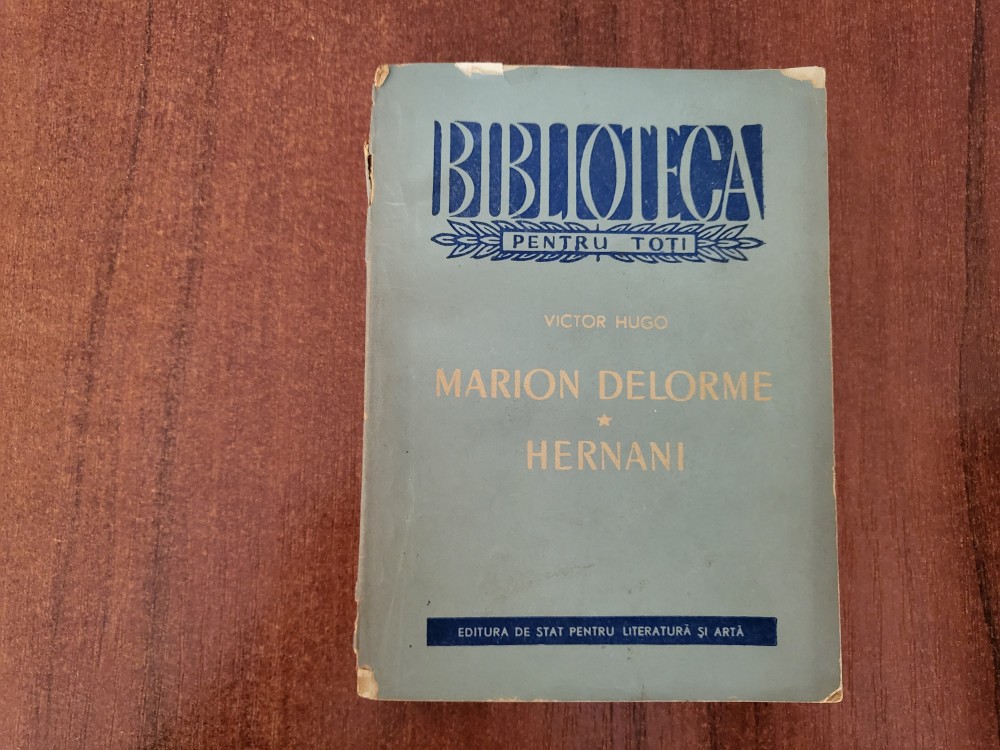 BIBLIOTECA
PENTRU TOȚI
VICTOR HUGO
MARION DELORME
★
HERNANI
EDITURA DE STAT PENTRU LITERATURĂ ȘI ARTĂ